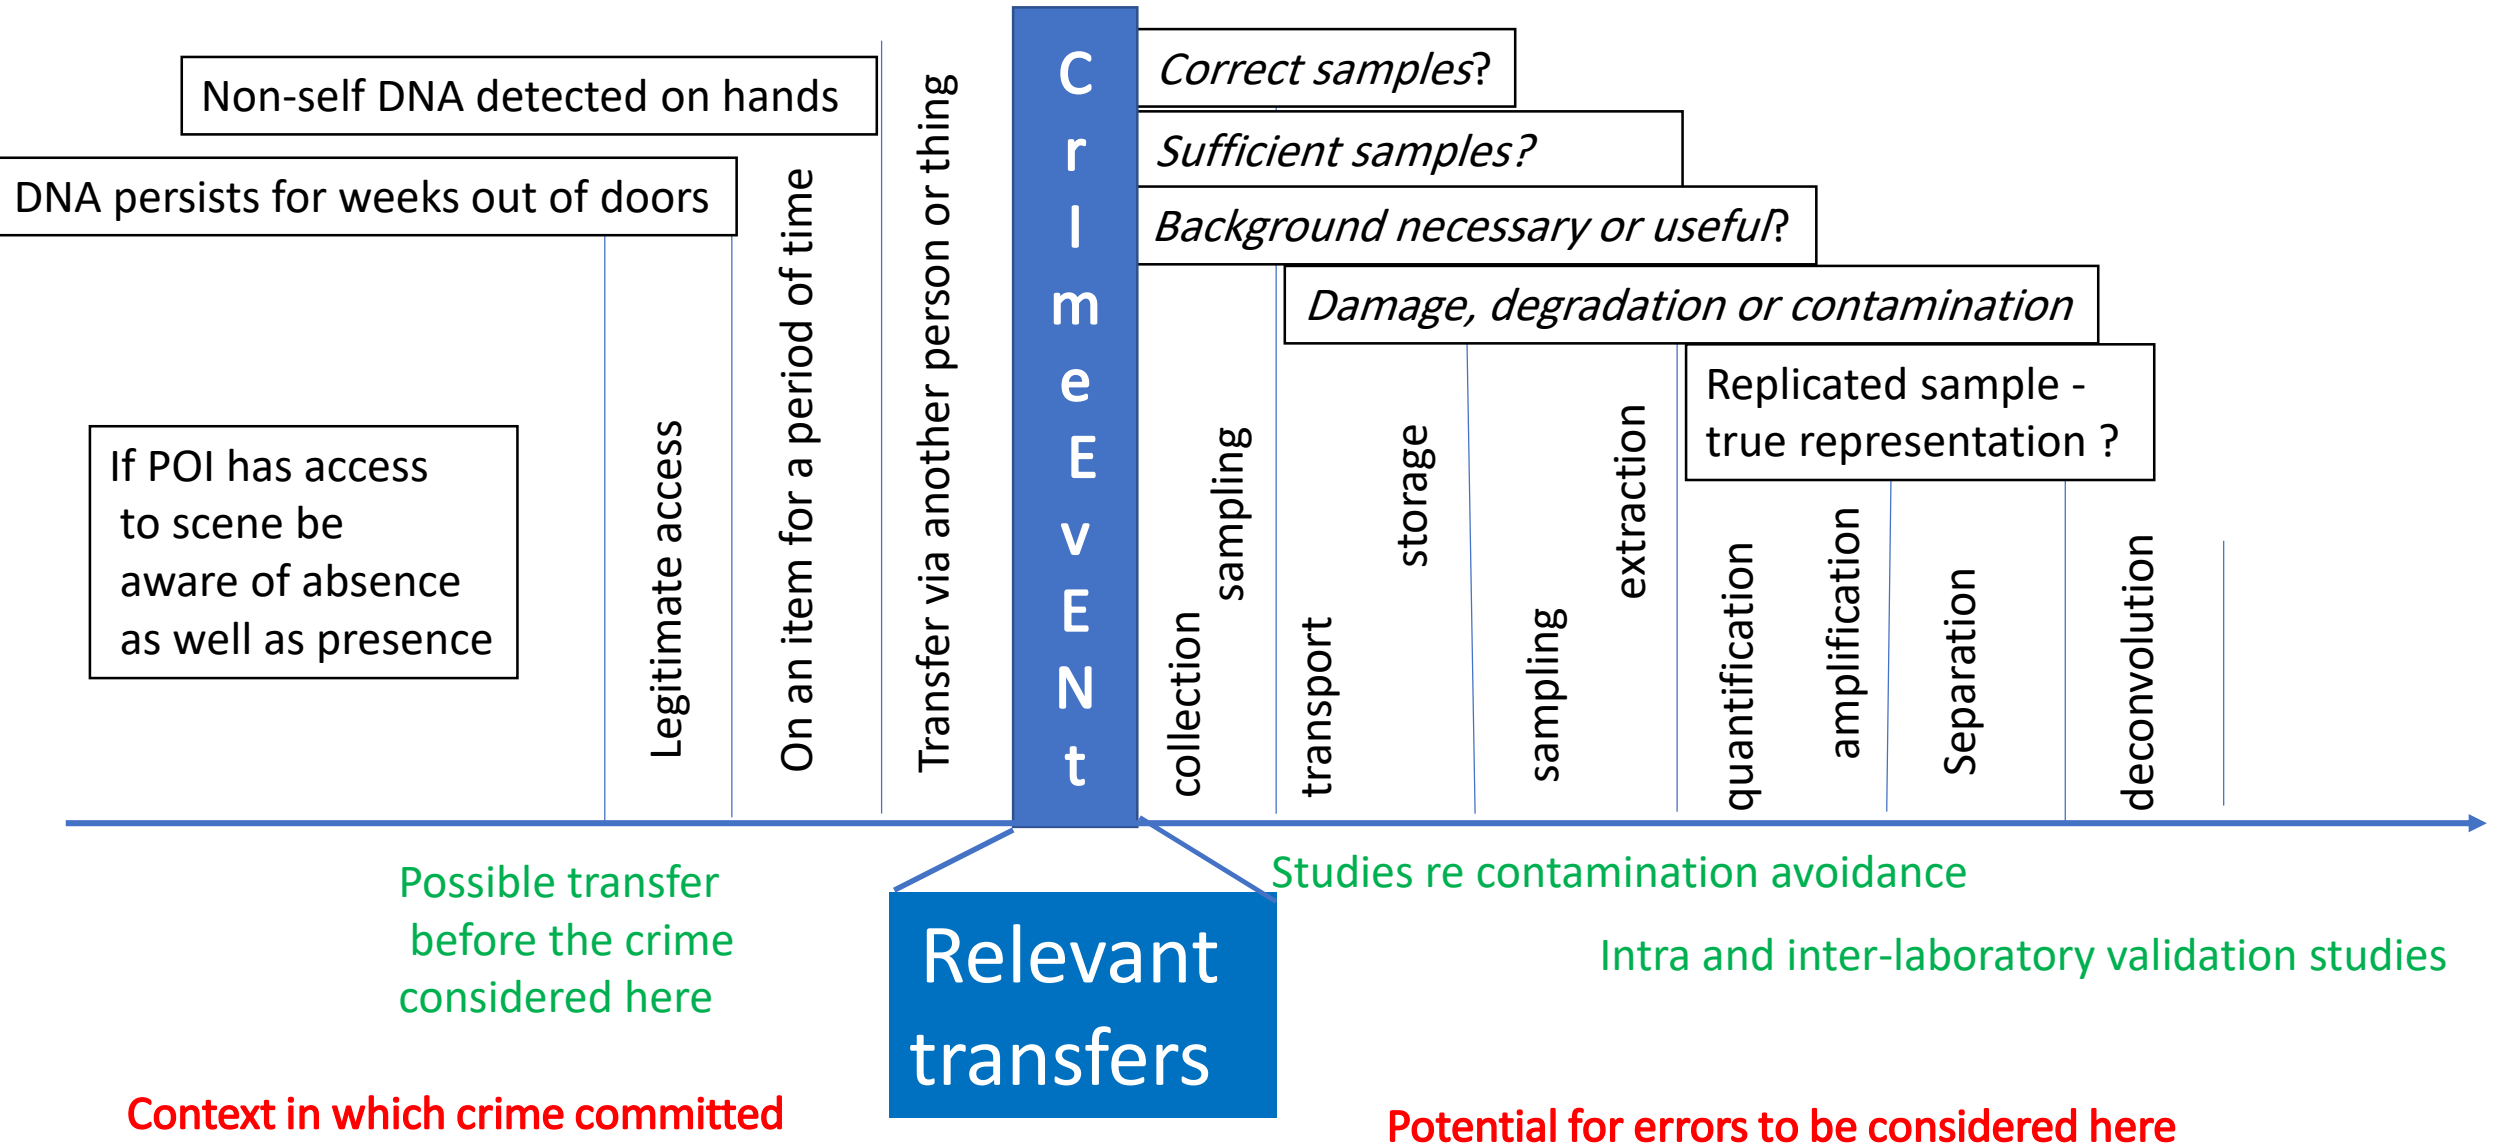 Non-self DNA detected on hands
DNA persists for weeks out of doors
If POI has access
to scene be
aware of absence
as well as presence
Legitimate access
On an item for a period of time
Transfer via another person or thing
CrImeEvENt
Correct samples?
Sufficient samples?
Background necessary or useful?
Damage, degradation or contamination
Replicated sample -
true representation ?
collection
sampling
transport
storage
sampling
extraction
quantification
amplification
Separation
deconvolution
Possible transfer
before the crime
considered here
Relevant
transfers
Studies re contamination avoidance
Intra and inter-laboratory validation studies
Context in which crime committed
Potential for errors to be considered here